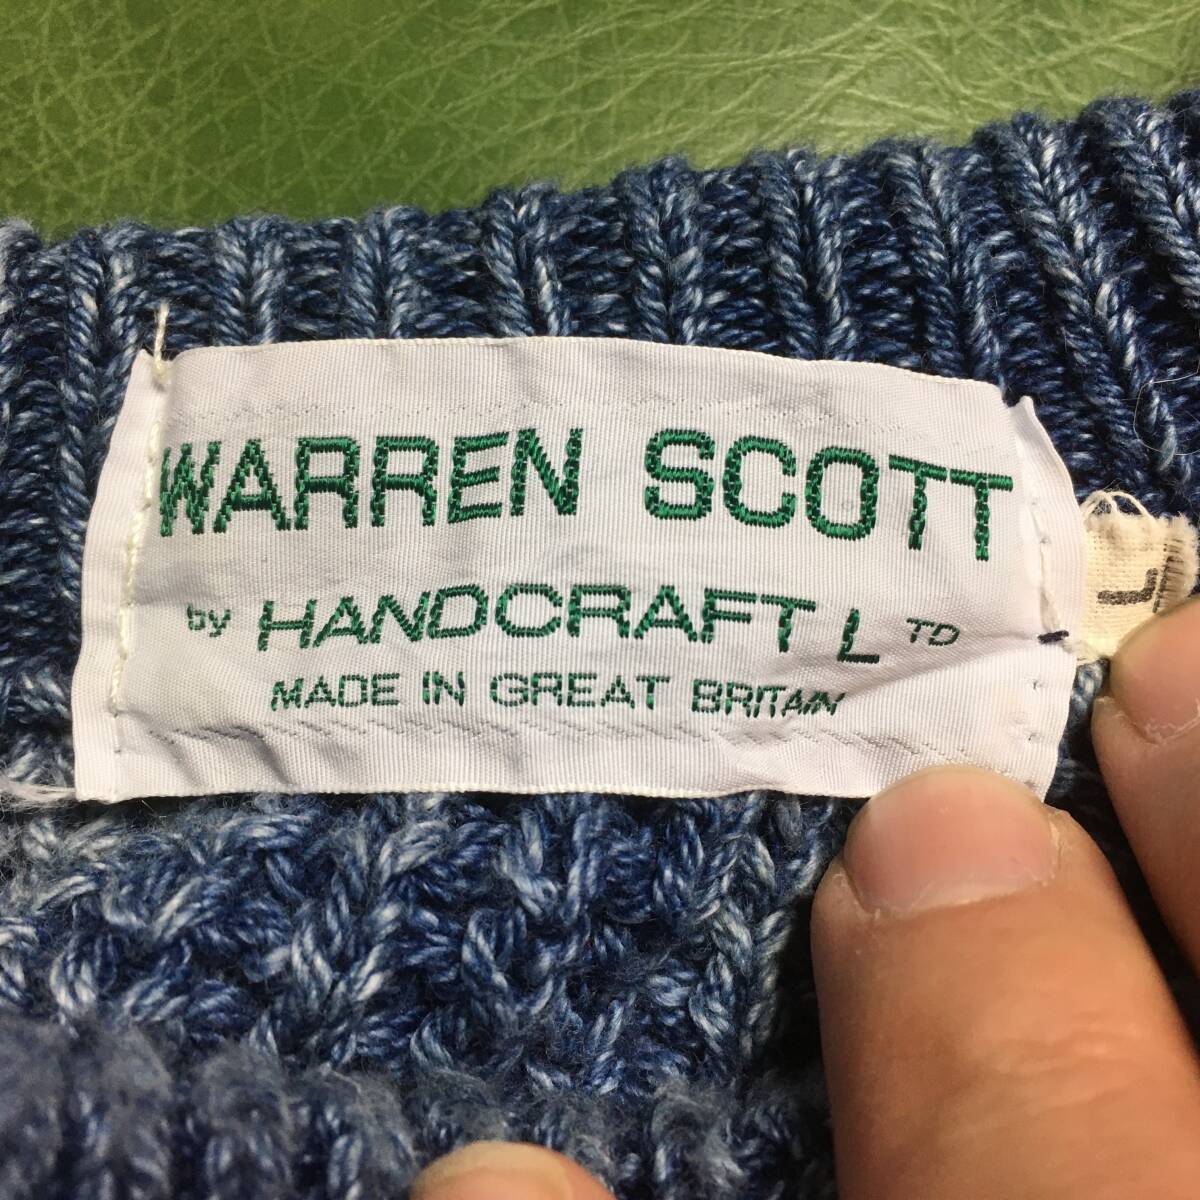 WARREN SCOTT
by HANDCRAFT LTD
MADE IN GREAT BRITAIN
L